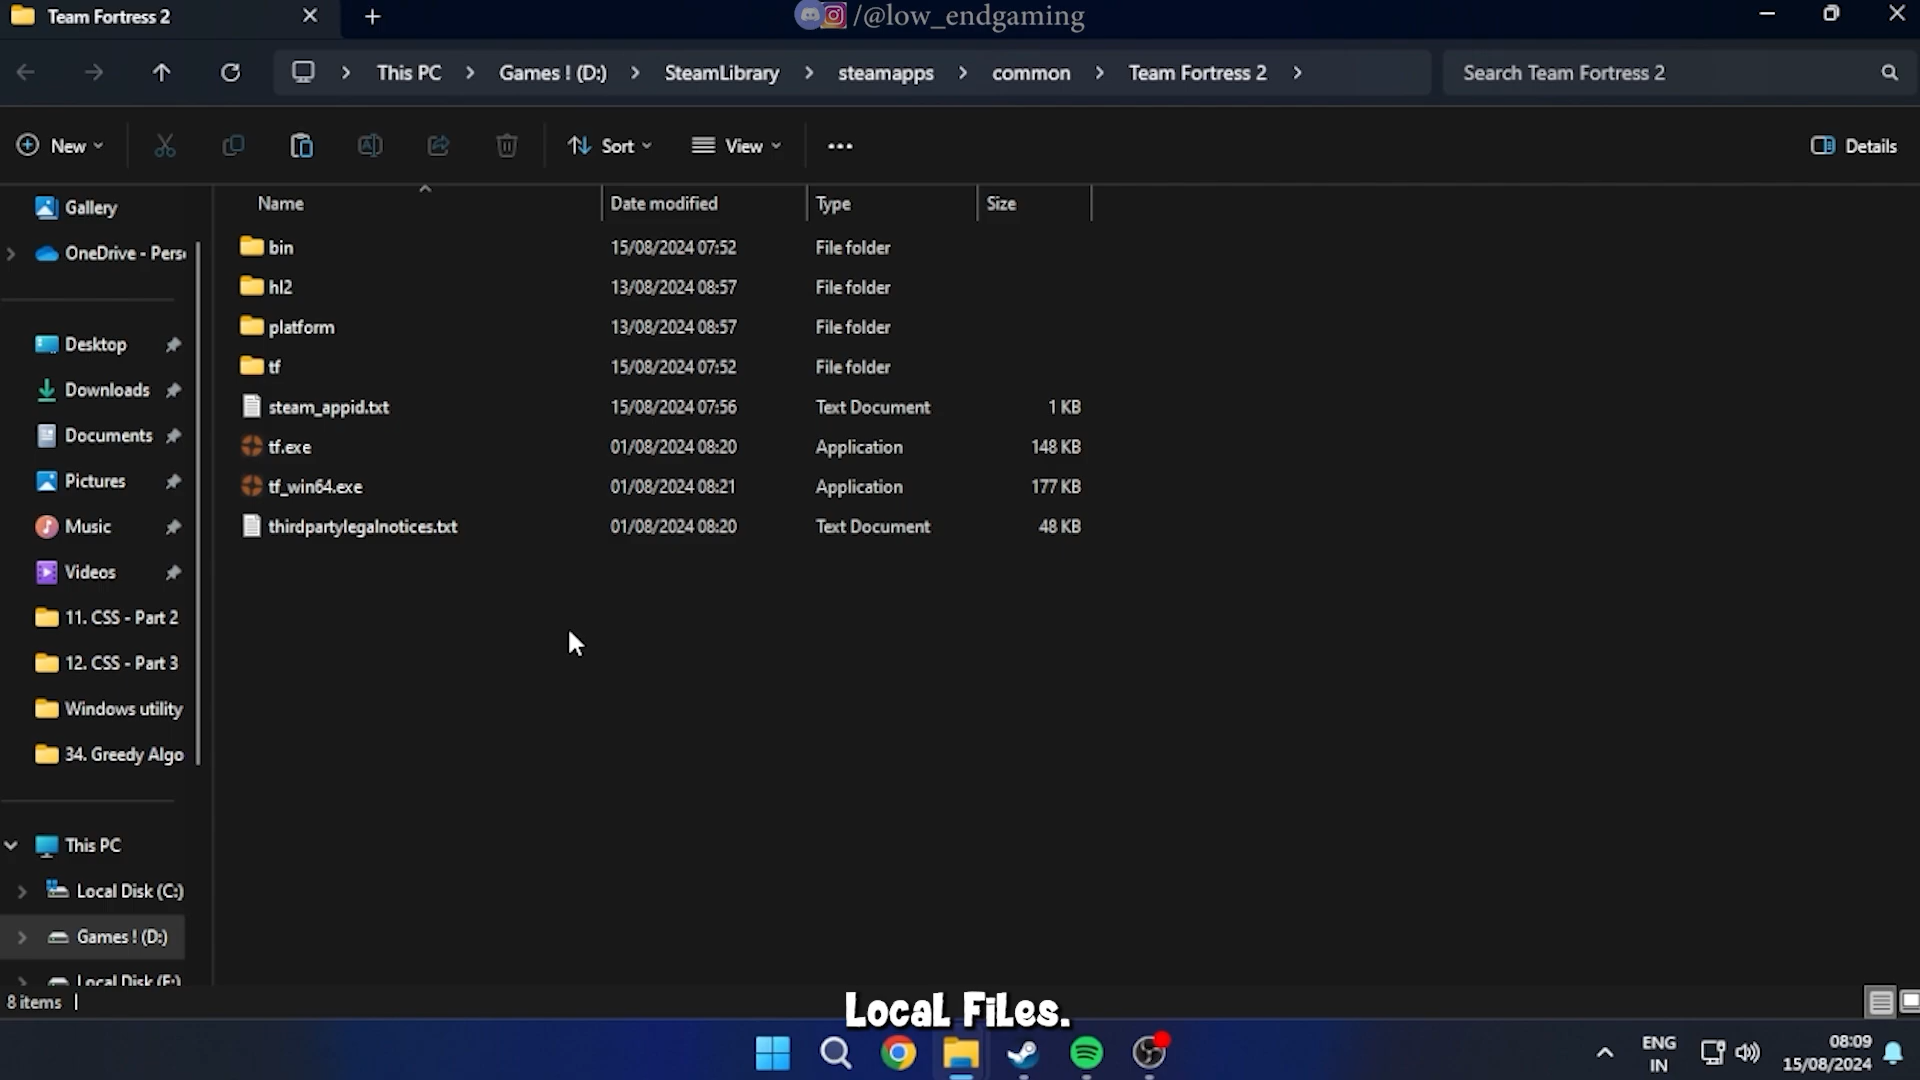 Team Fortress 2
/@low_endgaming
This PC > Games ! (D:) > SteamLibrary > steamapps > common > Team Fortress 2 >
Search Team Fortress 2
New
Sort
View
Details
Name
Date modified
Type
Size
bin 15/08/2024 07:52 File folder
hl2 13/08/2024 08:57 File folder
platform 13/08/2024 08:57 File folder
tf 15/08/2024 07:52 File folder
steam_appid.txt 15/08/2024 07:56 Text Document 1 KB
tf.exe 01/08/2024 08:20 Application 148 KB
tf_win64.exe 01/08/2024 08:21 Application 177 KB
thirdpartylegalnotices.txt 01/08/2024 08:20 Text Document 48 KB
Gallery
OneDrive - Pers
Desktop
Downloads
Documents
Pictures
Music
Videos
11. CSS - Part 2
12. CSS - Part 3
Windows utility
34. Greedy Algo
This PC
Local Disk (C:)
Games ! (D:)
Local Disk (E:)
8 items
Local Files.
ENG
IN
08:09
15/08/2024